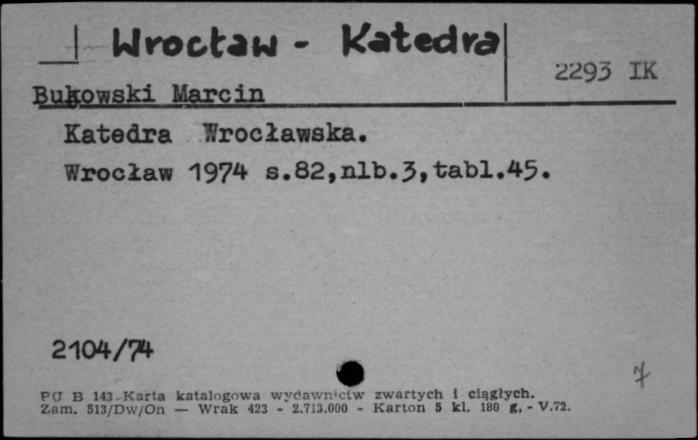 Wrocław - Katedra
2293 IK
Bukowski Marcin
Katedra Wrocławska.
Wrocław 1974 s.82,nlb.3,tabl.45.
2104/74
7
PU B 143 Karta katalogowa wydawnictw zwartych i ciągłych.
Zam. 513/Dw/On — Wrak 423 - 2.713.000 - Karton 5 kl. 180 g, - V.72.